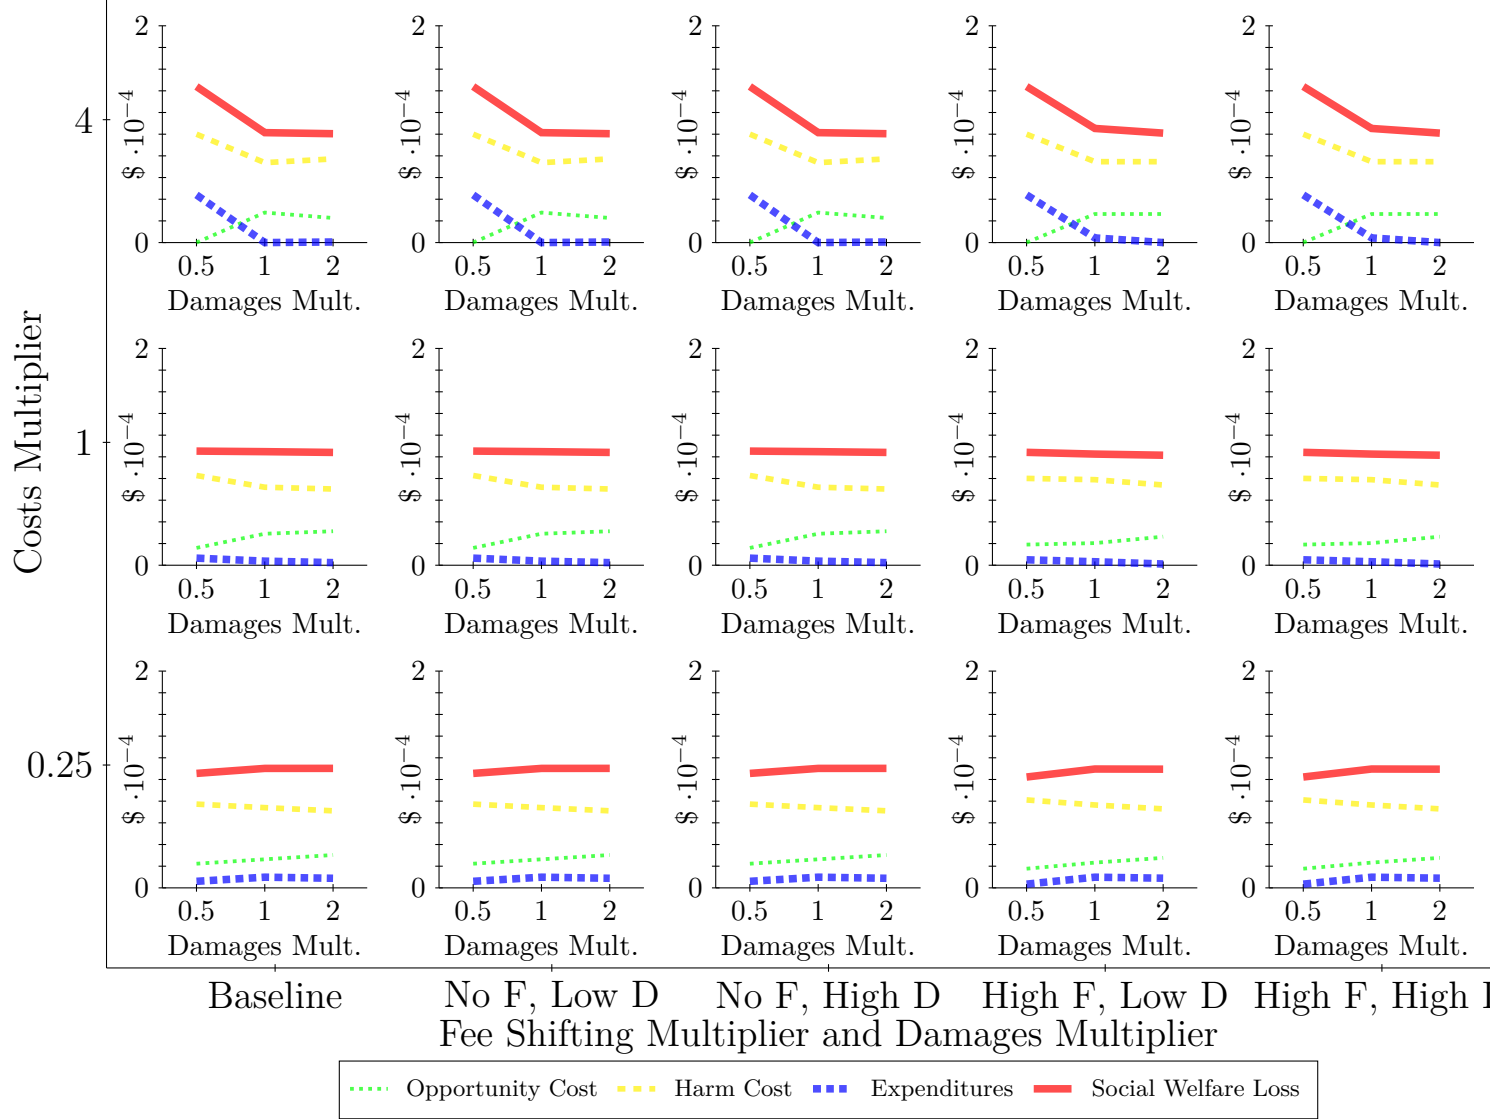 Costs Multiplier
4
2
$ ·10⁻⁴
0
0.5 1 2
Damages Mult.
2
$ ·10⁻⁴
0
0.5 1 2
Damages Mult.
2
$ ·10⁻⁴
0
0.5 1 2
Damages Mult.
2
$ ·10⁻⁴
0
0.5 1 2
Damages Mult.
2
$ ·10⁻⁴
0
0.5 1 2
Damages Mult.
1
2
$ ·10⁻⁴
0
0.5 1 2
Damages Mult.
2
$ ·10⁻⁴
0
0.5 1 2
Damages Mult.
2
$ ·10⁻⁴
0
0.5 1 2
Damages Mult.
2
$ ·10⁻⁴
0
0.5 1 2
Damages Mult.
2
$ ·10⁻⁴
0
0.5 1 2
Damages Mult.
0.25
2
$ ·10⁻⁴
0
0.5 1 2
Damages Mult.
2
$ ·10⁻⁴
0
0.5 1 2
Damages Mult.
2
$ ·10⁻⁴
0
0.5 1 2
Damages Mult.
2
$ ·10⁻⁴
0
0.5 1 2
Damages Mult.
2
$ ·10⁻⁴
0
0.5 1 2
Damages Mult.
Baseline
No F, Low D
No F, High D
High F, Low D
High F, High
Fee Shifting Multiplier and Damages Multiplier
Opportunity Cost
Harm Cost
Expenditures
Social Welfare Loss